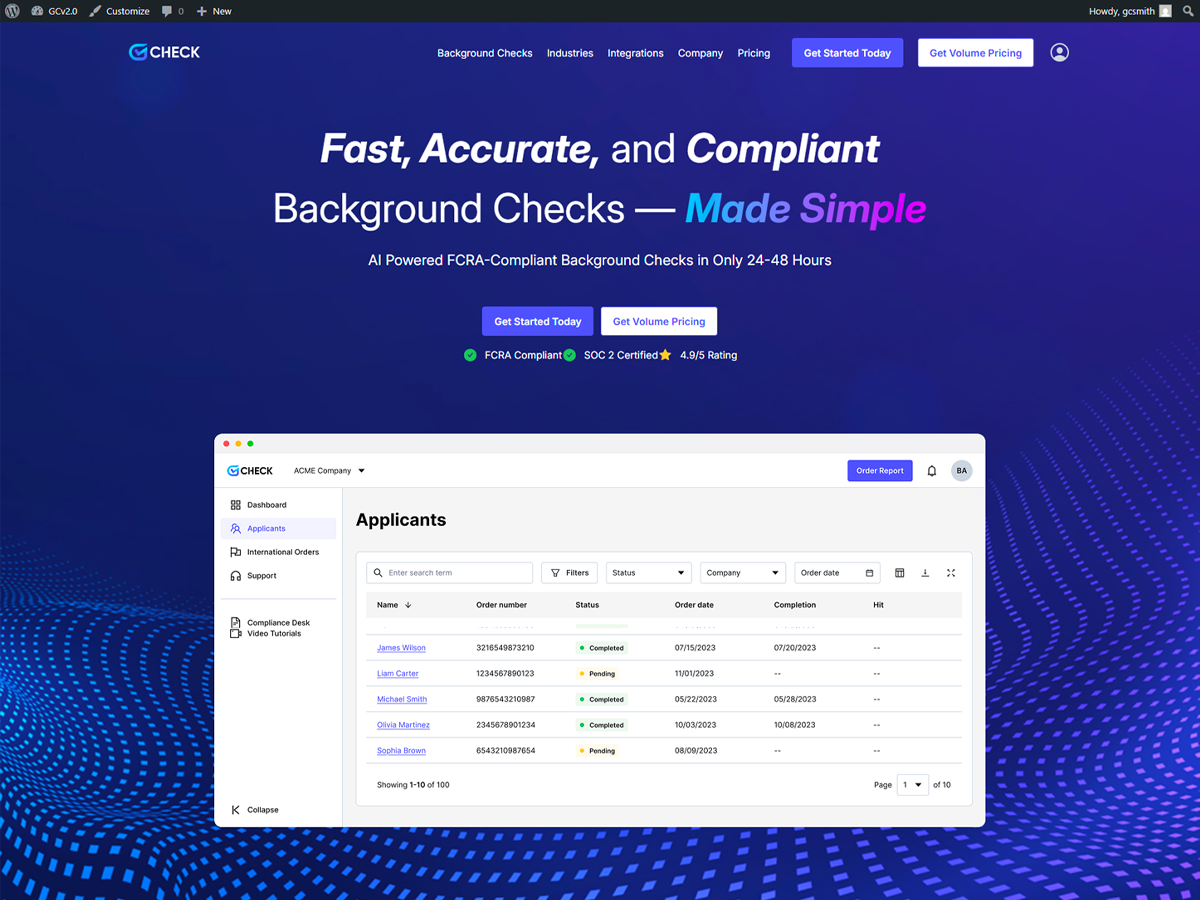 GCv2.0 Customize 0 New Howdy, gcsmith
CHECK Background Checks Industries Integrations Company Pricing Get Started Today Get Volume Pricing
Fast, Accurate, and Compliant
Background Checks — Made Simple
AI Powered FCRA-Compliant Background Checks in Only 24-48 Hours
Get Started Today Get Volume Pricing
FCRA Compliant SOC 2 Certified 4.9/5 Rating
CHECK ACME Company Order Report BA
Dashboard
Applicants
International Orders
Support
Compliance Desk
Video Tutorials
Collapse
Applicants
Enter search term Filters Status Company Order date
Name Order number Status Order date Completion Hit
James Wilson 3216549873210 Completed 07/15/2023 07/20/2023 --
Liam Carter 1234567890123 Pending 11/01/2023 -- --
Michael Smith 9876543210987 Completed 05/22/2023 05/28/2023 --
Olivia Martinez 2345678901234 Completed 10/03/2023 10/08/2023 --
Sophia Brown 6543210987654 Pending 08/09/2023 -- --
Showing 1-10 of 100 Page 1 of 10